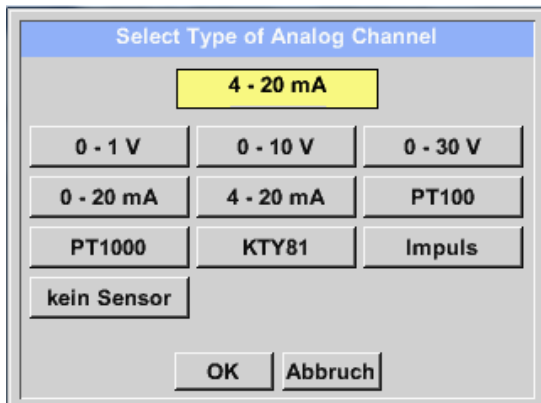 Select Type of Analog Channel
4 - 20 mA
0 - 1 V 0 - 10 V 0 - 30 V
0 - 20 mA 4 - 20 mA PT100
PT1000 KTY81 Impuls
kein Sensor
OK Abbruch